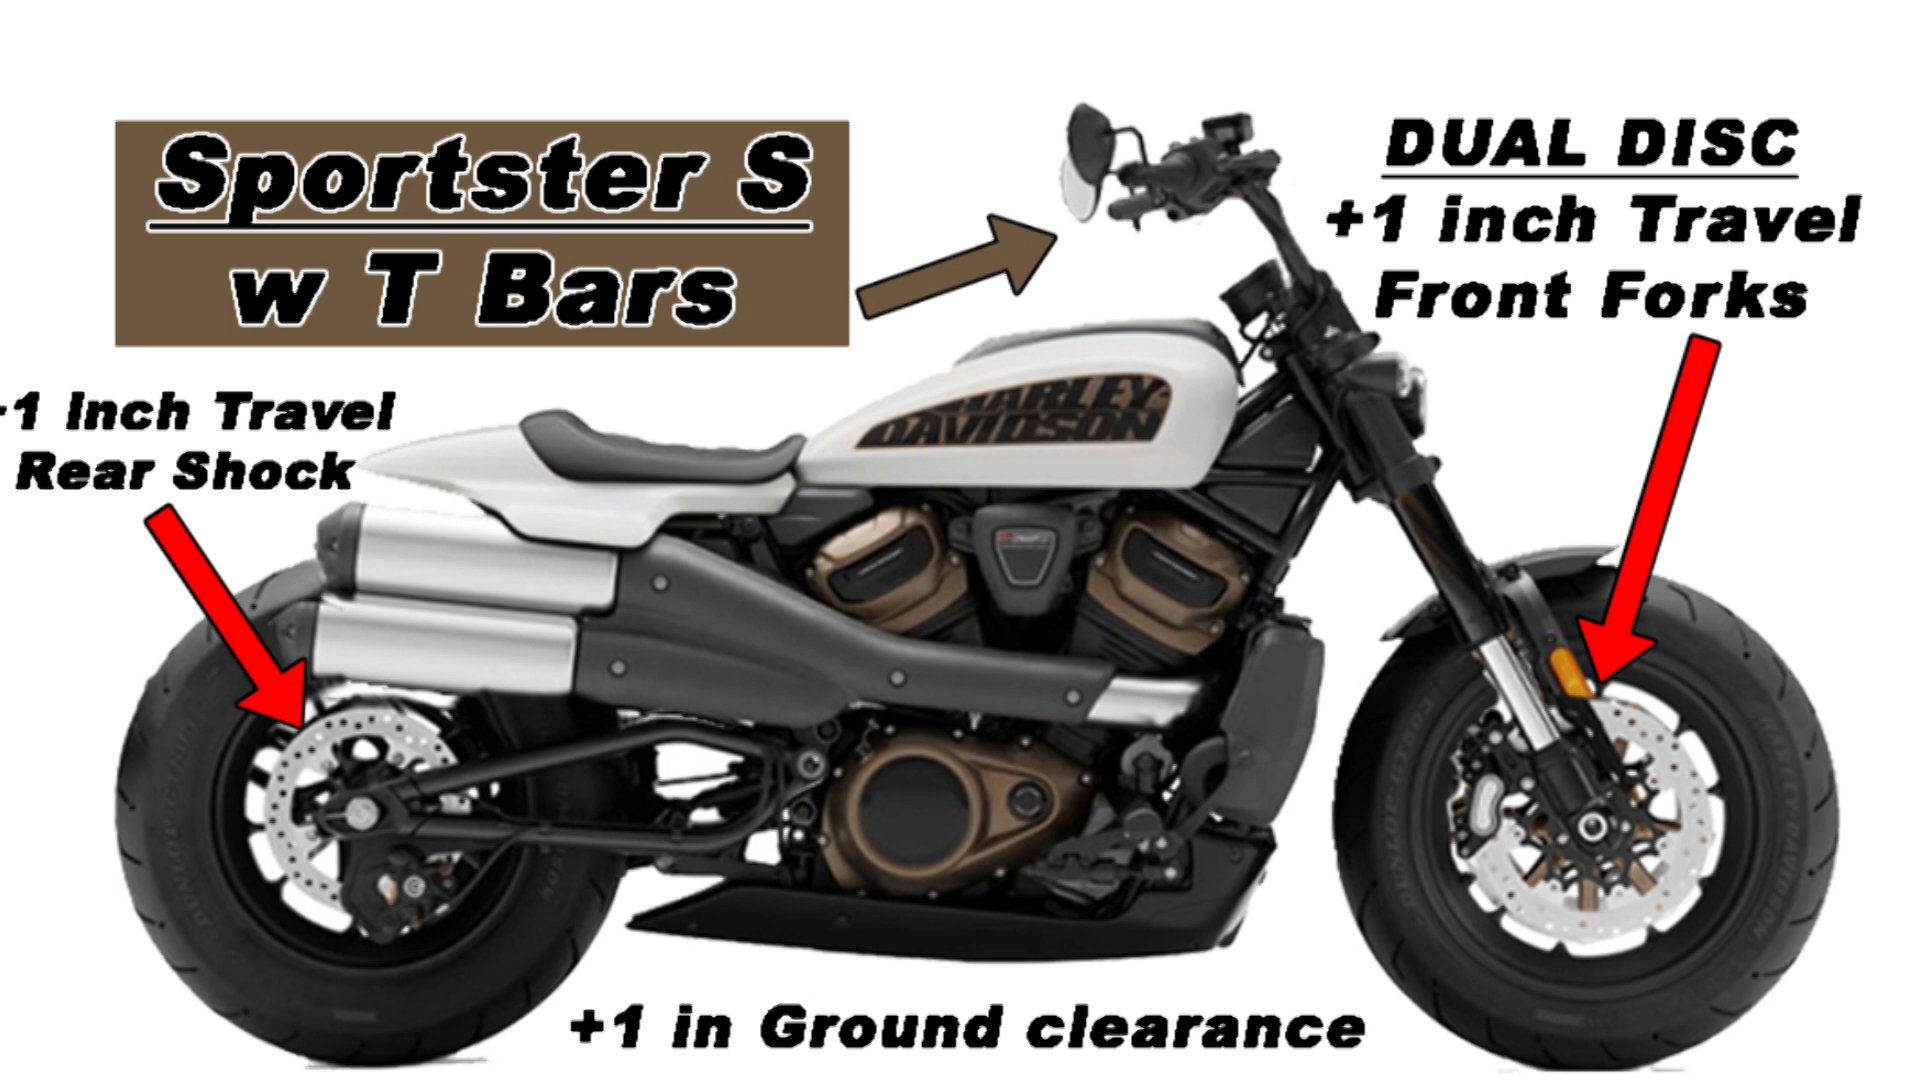 Sportster S
w T Bars
DUAL DISC
+1 inch Travel
Front Forks
+1 Inch Travel
Rear Shock
HARLEY-
DAVIDSON
+1 in Ground clearance